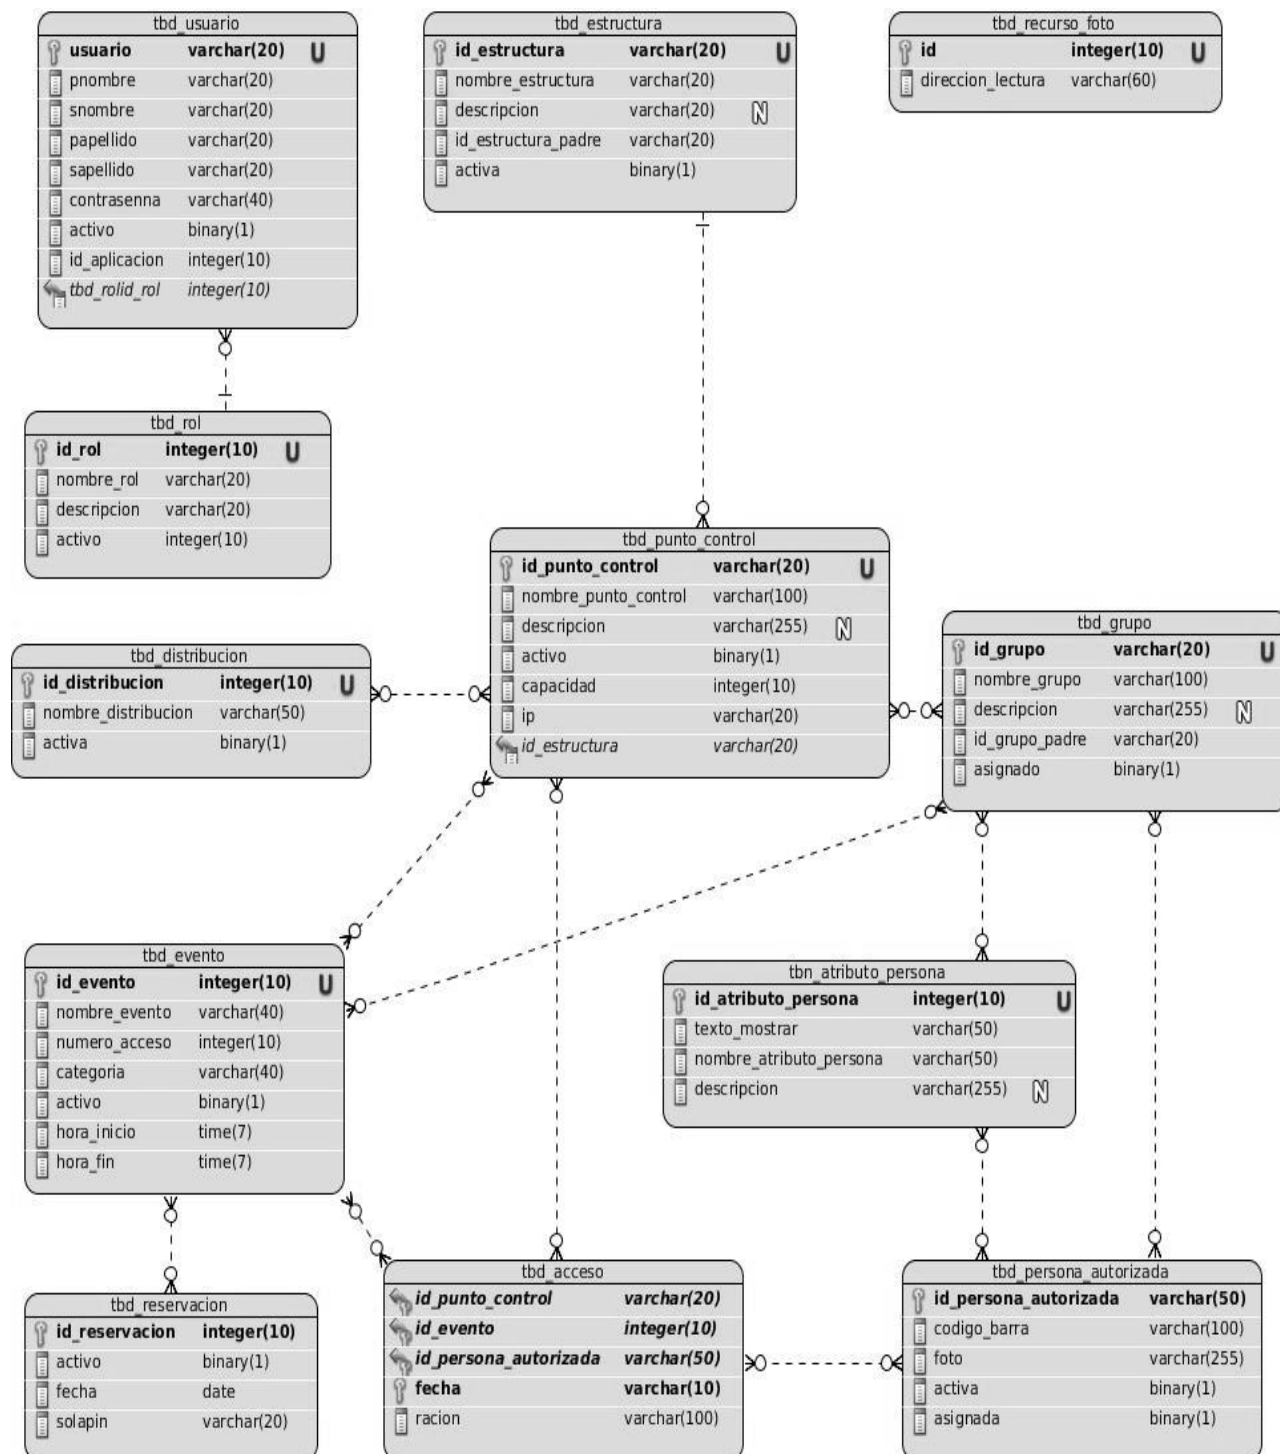 tbd_usuario
usuario varchar(20) U
pnombre varchar(20)
snombre varchar(20)
papellido varchar(20)
sapellido varchar(20)
contrasenna varchar(40)
activo binary(1)
id_aplicacion integer(10)
tbd_rolid_rol integer(10)
tbd_estructura
id_estructura varchar(20) U
nombre_estructura varchar(20)
descripcion varchar(20) N
id_estructura_padre varchar(20)
activa binary(1)
tbd_recurso_foto
id integer(10) U
direccion_lectura varchar(60)
tbd_rol
id_rol integer(10) U
nombre_rol varchar(20)
descripcion varchar(20)
activo integer(10)
tbd_punto_control
id_punto_control varchar(20) U
nombre_punto_control varchar(100)
descripcion varchar(255) N
activo binary(1)
capacidad integer(10)
ip varchar(20)
id_estructura varchar(20)
tbd_grupo
id_grupo varchar(20) U
nombre_grupo varchar(100)
descripcion varchar(255) N
id_grupo_padre varchar(20)
asignado binary(1)
tbd_distribucion
id_distribucion integer(10) U
nombre_distribucion varchar(50)
activa binary(1)
tbd_evento
id_evento integer(10) U
nombre_evento varchar(40)
numero_acceso integer(10)
categoria varchar(40)
activo binary(1)
hora_inicio time(7)
hora_fin time(7)
tbn_atributo_persona
id_atributo_persona integer(10) U
texto_mostrar varchar(50)
nombre_atributo_persona varchar(50)
descripcion varchar(255) N
tbd_reservacion
id_reservacion integer(10)
activo binary(1)
fecha date
solapin varchar(20)
tbd_acceso
id_punto_control varchar(20)
id_evento integer(10)
id_persona_autorizada varchar(50)
fecha varchar(10)
racion varchar(100)
tbd_persona_autorizada
id_persona_autorizada varchar(50)
codigo_barra varchar(100)
foto varchar(255)
activa binary(1)
asignada binary(1)